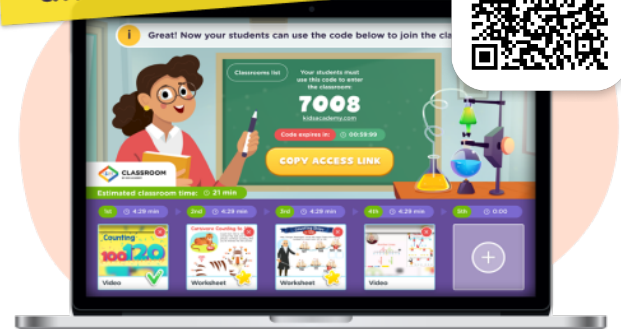 Great! Now your students can use the code below to join the cla
Classrooms list
Your students must
use this code to enter
the classroom:
7008
kidsacademy.com
Code expires in:
00:59:99
COPY ACCESS LINK
CLASSROOM
Estimated classroom time: 21 min
1st 4:29 min
2nd 4:29 min
3rd 4:29 min
4th 4:29 min
5th 0:00
Counting
100 120
Video
Worksheet
Worksheet
Video